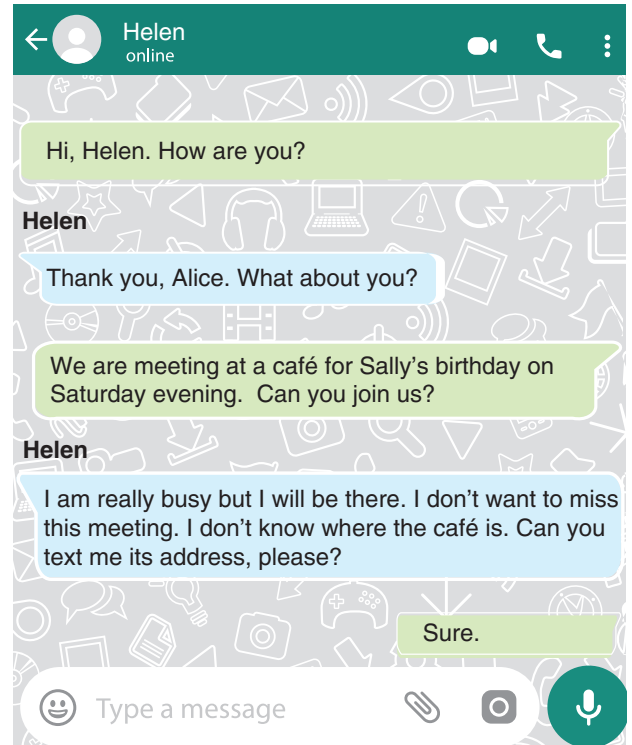 Helen
online
Hi, Helen. How are you?
Helen
Thank you, Alice. What about you?
We are meeting at a café for Sally’s birthday on
Saturday evening.  Can you join us?
Helen
I am really busy but I will be there. I don’t want to miss
this meeting. I don’t know where the café is. Can you
text me its address, please?
Sure.
Type a message